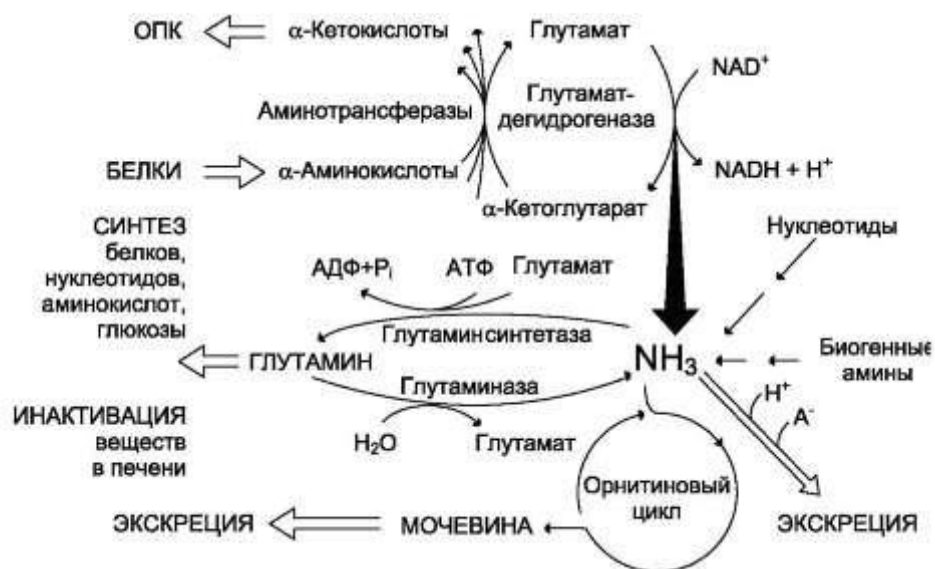 ОПК
α-Кетокислоты
Глутамат
NAD⁺
Аминотрансферазы
Глутамат-
дегидрогеназа
БЕЛКИ
α-Аминокислоты
NADH + H⁺
α-Кетоглутарат
Нуклеотиды
СИНТЕЗ
белков,
нуклеотидов,
аминокислот,
глюкозы
АДФ+Pᵢ
АТФ
Глутамат
Глутаминсинтетаза
ГЛУТАМИН
NH₃
Биогенные
амины
Глутаминаза
H⁺
A⁻
ИНАКТИВАЦИЯ
веществ
в печени
H₂O
Глутамат
Орнитиновый
цикл
ЭКСКРЕЦИЯ
МОЧЕВИНА
ЭКСКРЕЦИЯ